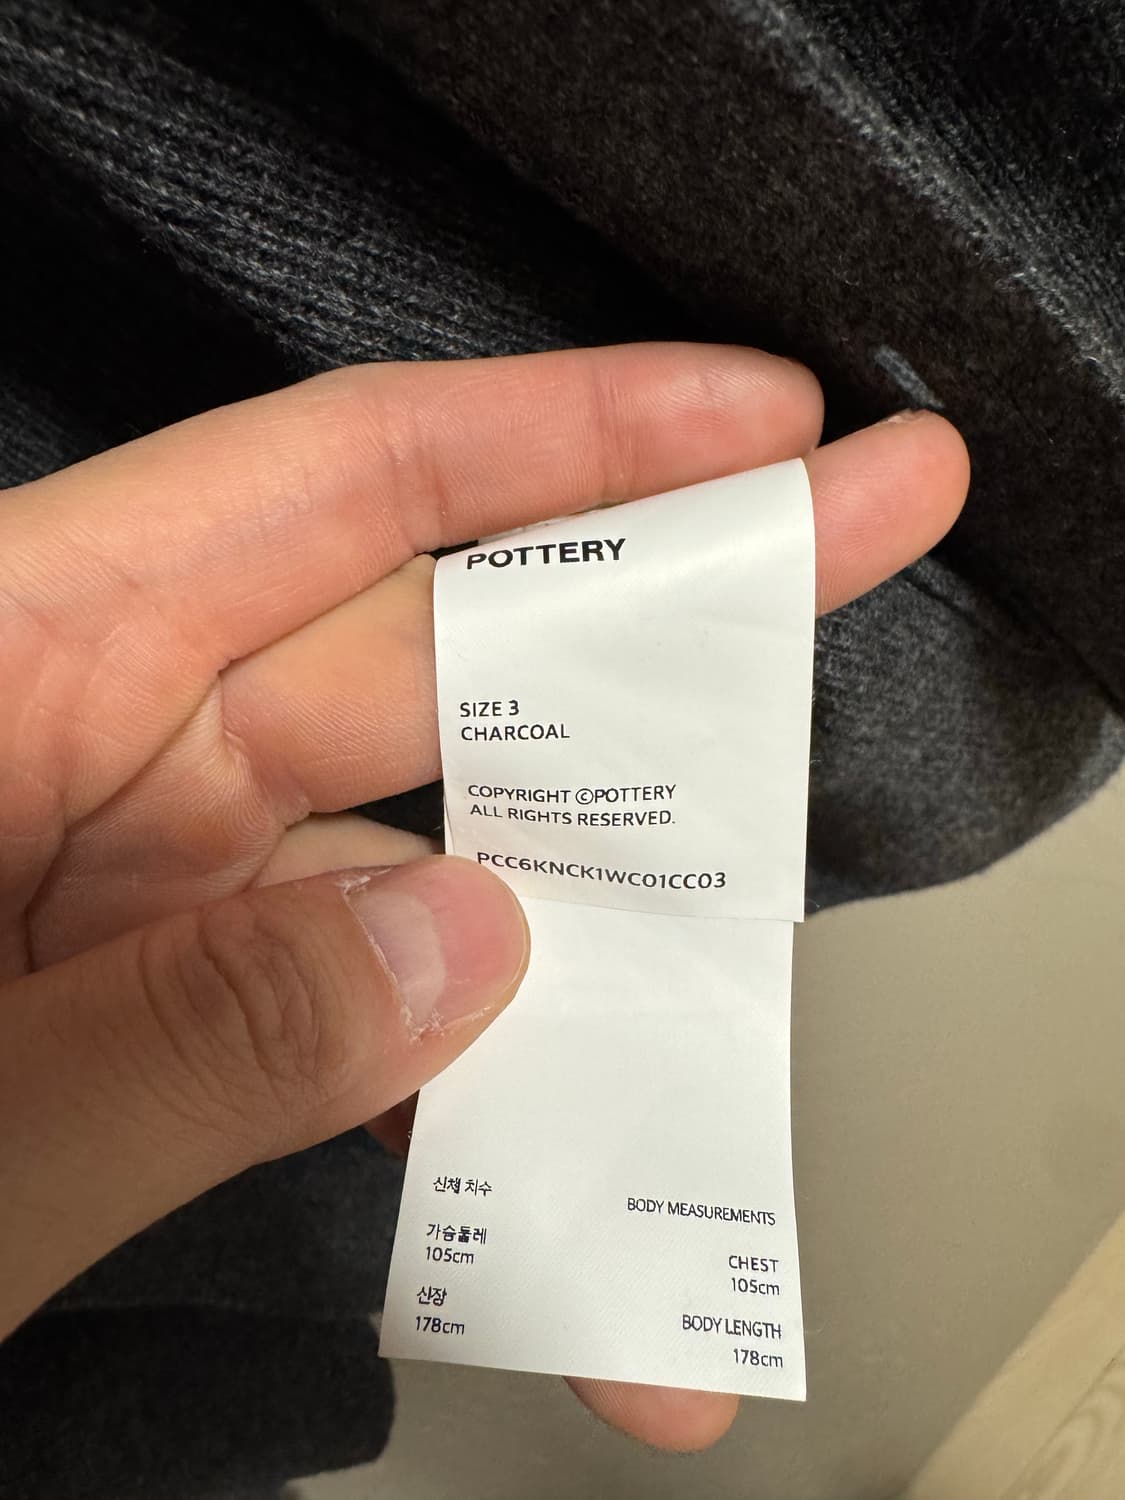 POTTERY
SIZE 3
CHARCOAL
COPYRIGHT ©POTTERY
ALL RIGHTS RESERVED.
PCC6KNCK1WC01CC03
신체 치수
BODY MEASUREMENTS
가슴둘레
105cm
CHEST
105cm
신장
178cm
BODY LENGTH
178cm